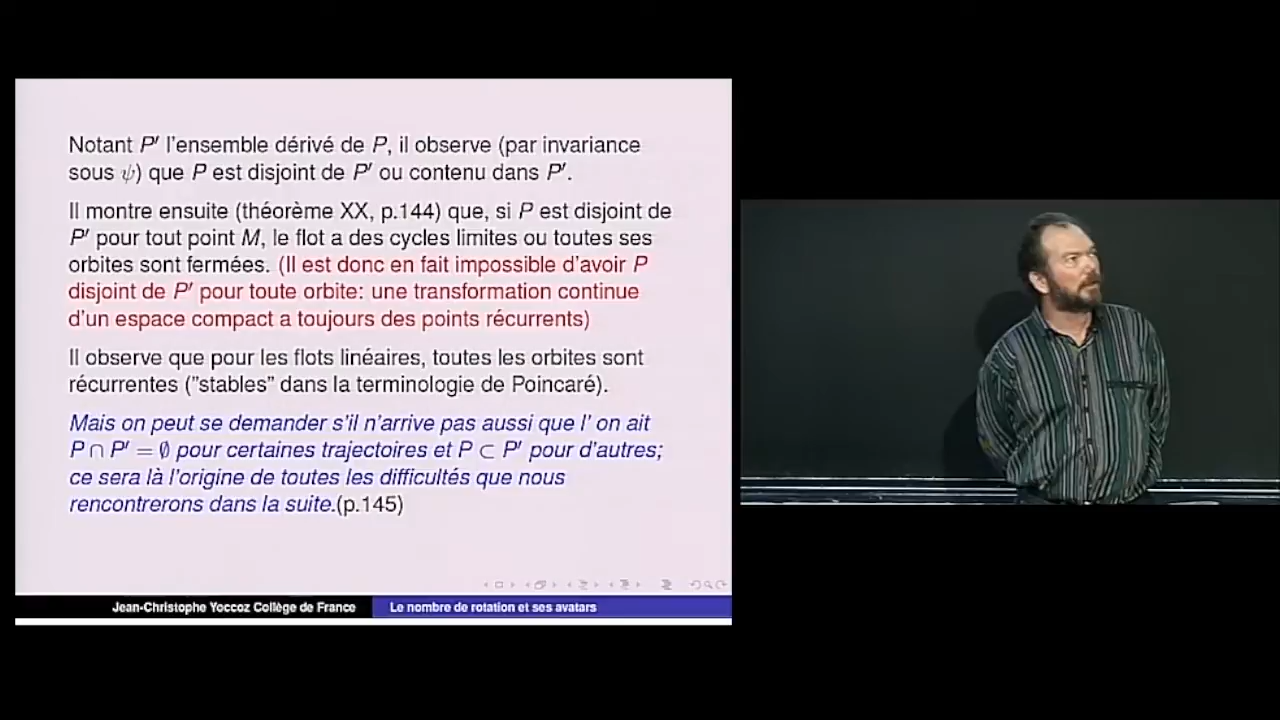 Notant P′ l'ensemble dérivé de P, il observe (par invariance
sous ψ) que P est disjoint de P′ ou contenu dans P′.
Il montre ensuite (théorème XX, p.144) que, si P est disjoint de
P′ pour tout point M, le flot a des cycles limites ou toutes ses
orbites sont fermées. (Il est donc en fait impossible d'avoir P
disjoint de P′ pour toute orbite: une transformation continue
d'un espace compact a toujours des points récurrents)
Il observe que pour les flots linéaires, toutes les orbites sont
récurrentes ("stables" dans la terminologie de Poincaré).
Mais on peut se demander s'il n'arrive pas aussi que l' on ait
P ∩ P′ = ∅ pour certaines trajectoires et P ⊂ P′ pour d'autres;
ce sera là l'origine de toutes les difficultés que nous
rencontrerons dans la suite.(p.145)
Jean-Christophe Yoccoz Collège de France Le nombre de rotation et ses avatars